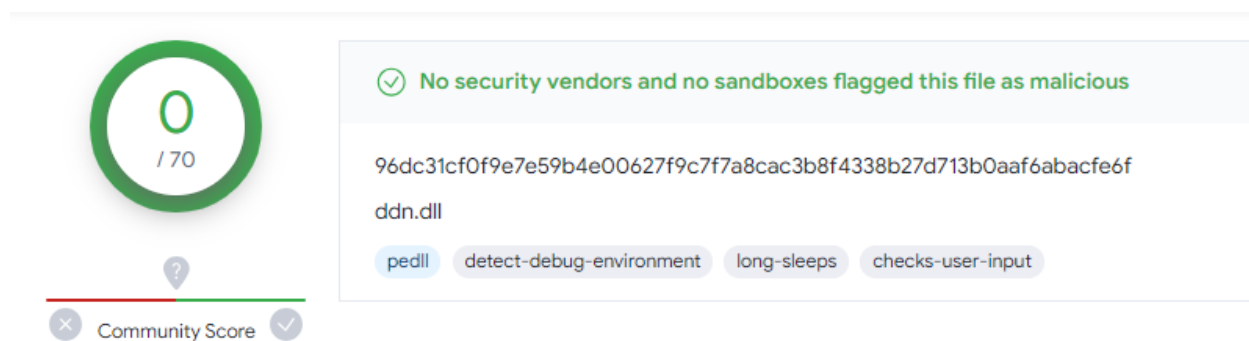 0
/ 70
?
Community Score
No security vendors and no sandboxes flagged this file as malicious
96dc31cf0f9e7e59b4e00627f9c7f7a8cac3b8f4338b27d713b0aaf6abacfe6f
ddn.dll
pedll detect-debug-environment long-sleeps checks-user-input